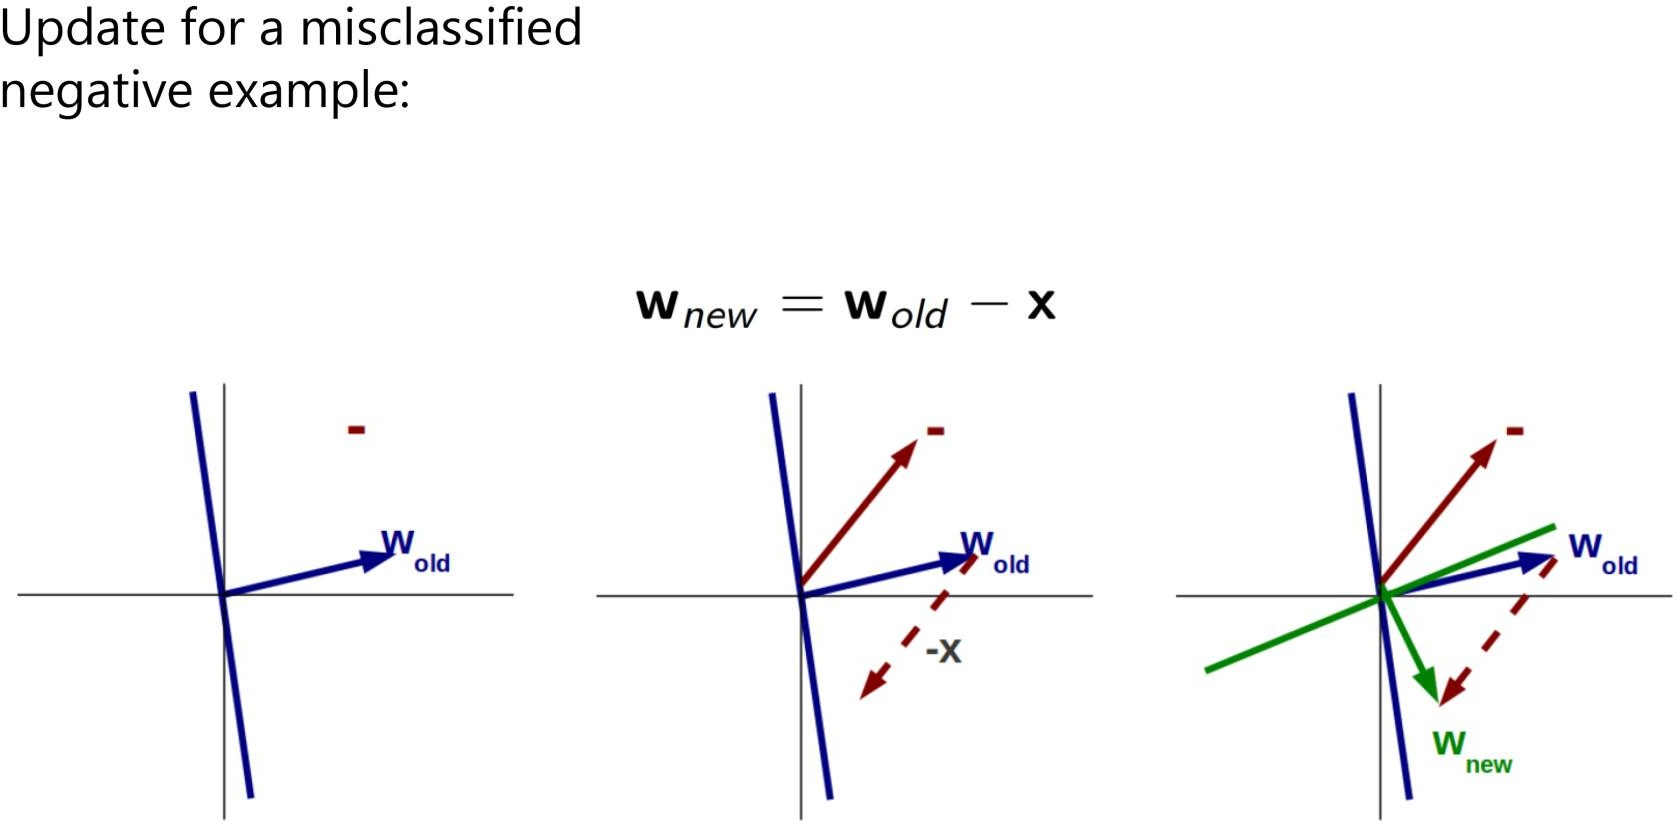 Update for a misclassified
negative example:
w_new = w_old − x
-
w_old
-
w_old
-x
-
w_old
w_new